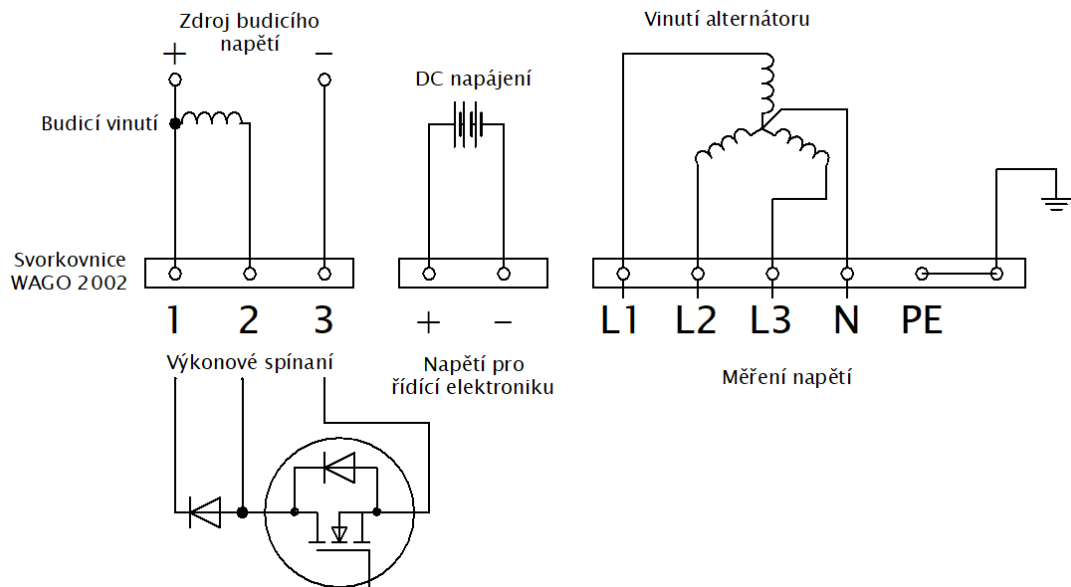 Zdroj budicího
napětí
+ −
Budicí vinutí
DC napájení
Vinutí alternátoru
Svorkovnice
WAGO 2002
1 2 3
+ −
L1 L2 L3 N PE
Výkonové spínaní
Napětí pro
řídící elektroniku
Měření napětí